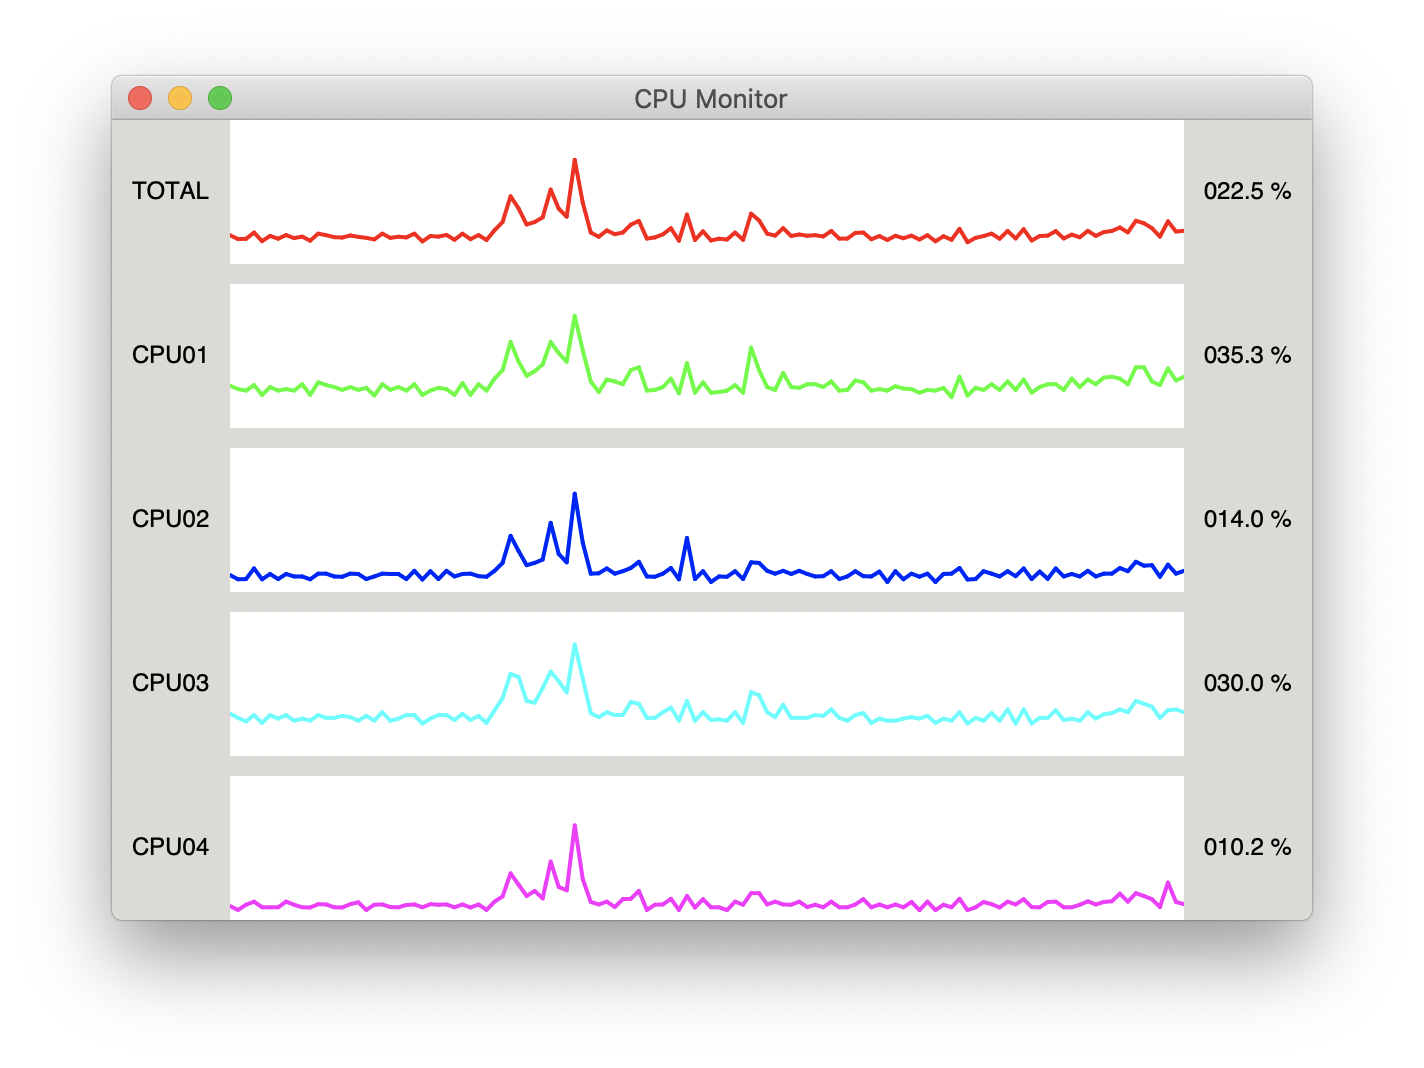 CPU Monitor
TOTAL 022.5 %
CPU01 035.3 %
CPU02 014.0 %
CPU03 030.0 %
CPU04 010.2 %